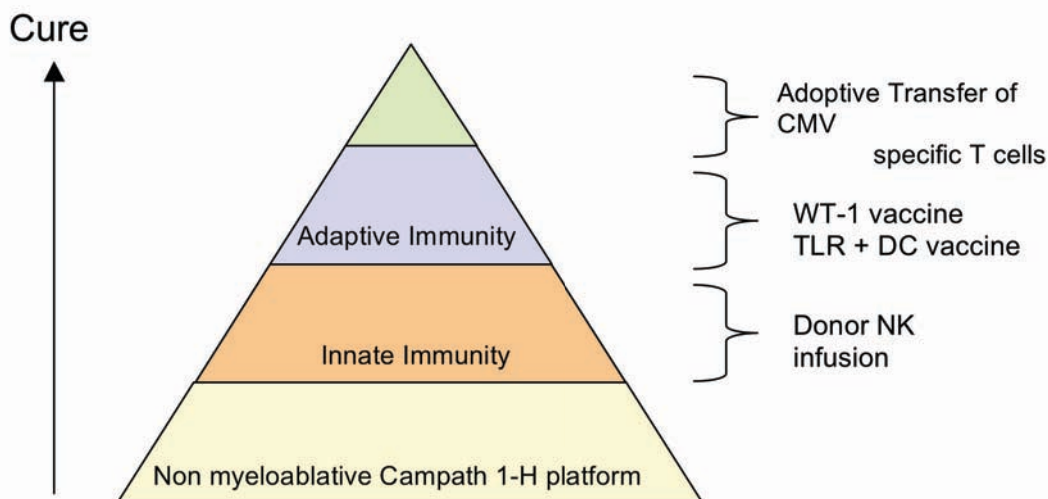 Cure
Adoptive Transfer of
CMV
specific T cells
WT-1 vaccine
TLR + DC vaccine
Adaptive Immunity
Donor NK
infusion
Innate Immunity
Non myeloablative Campath 1-H platform